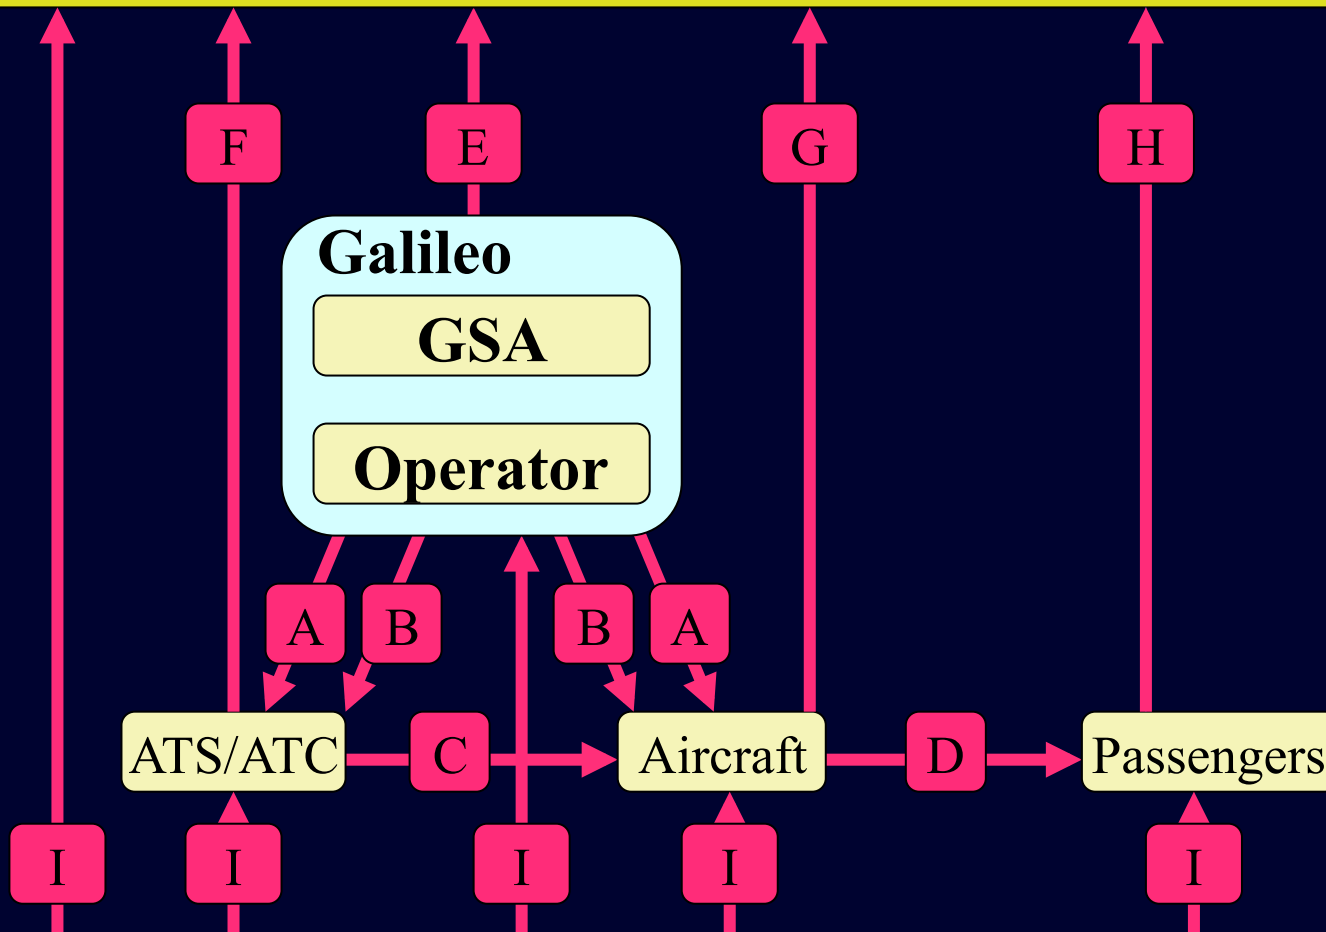 F
E
G
H
Galileo
GSA
Operator
A
B
B
A
ATS/ATC
C
Aircraft
D
Passengers
I
I
I
I
I